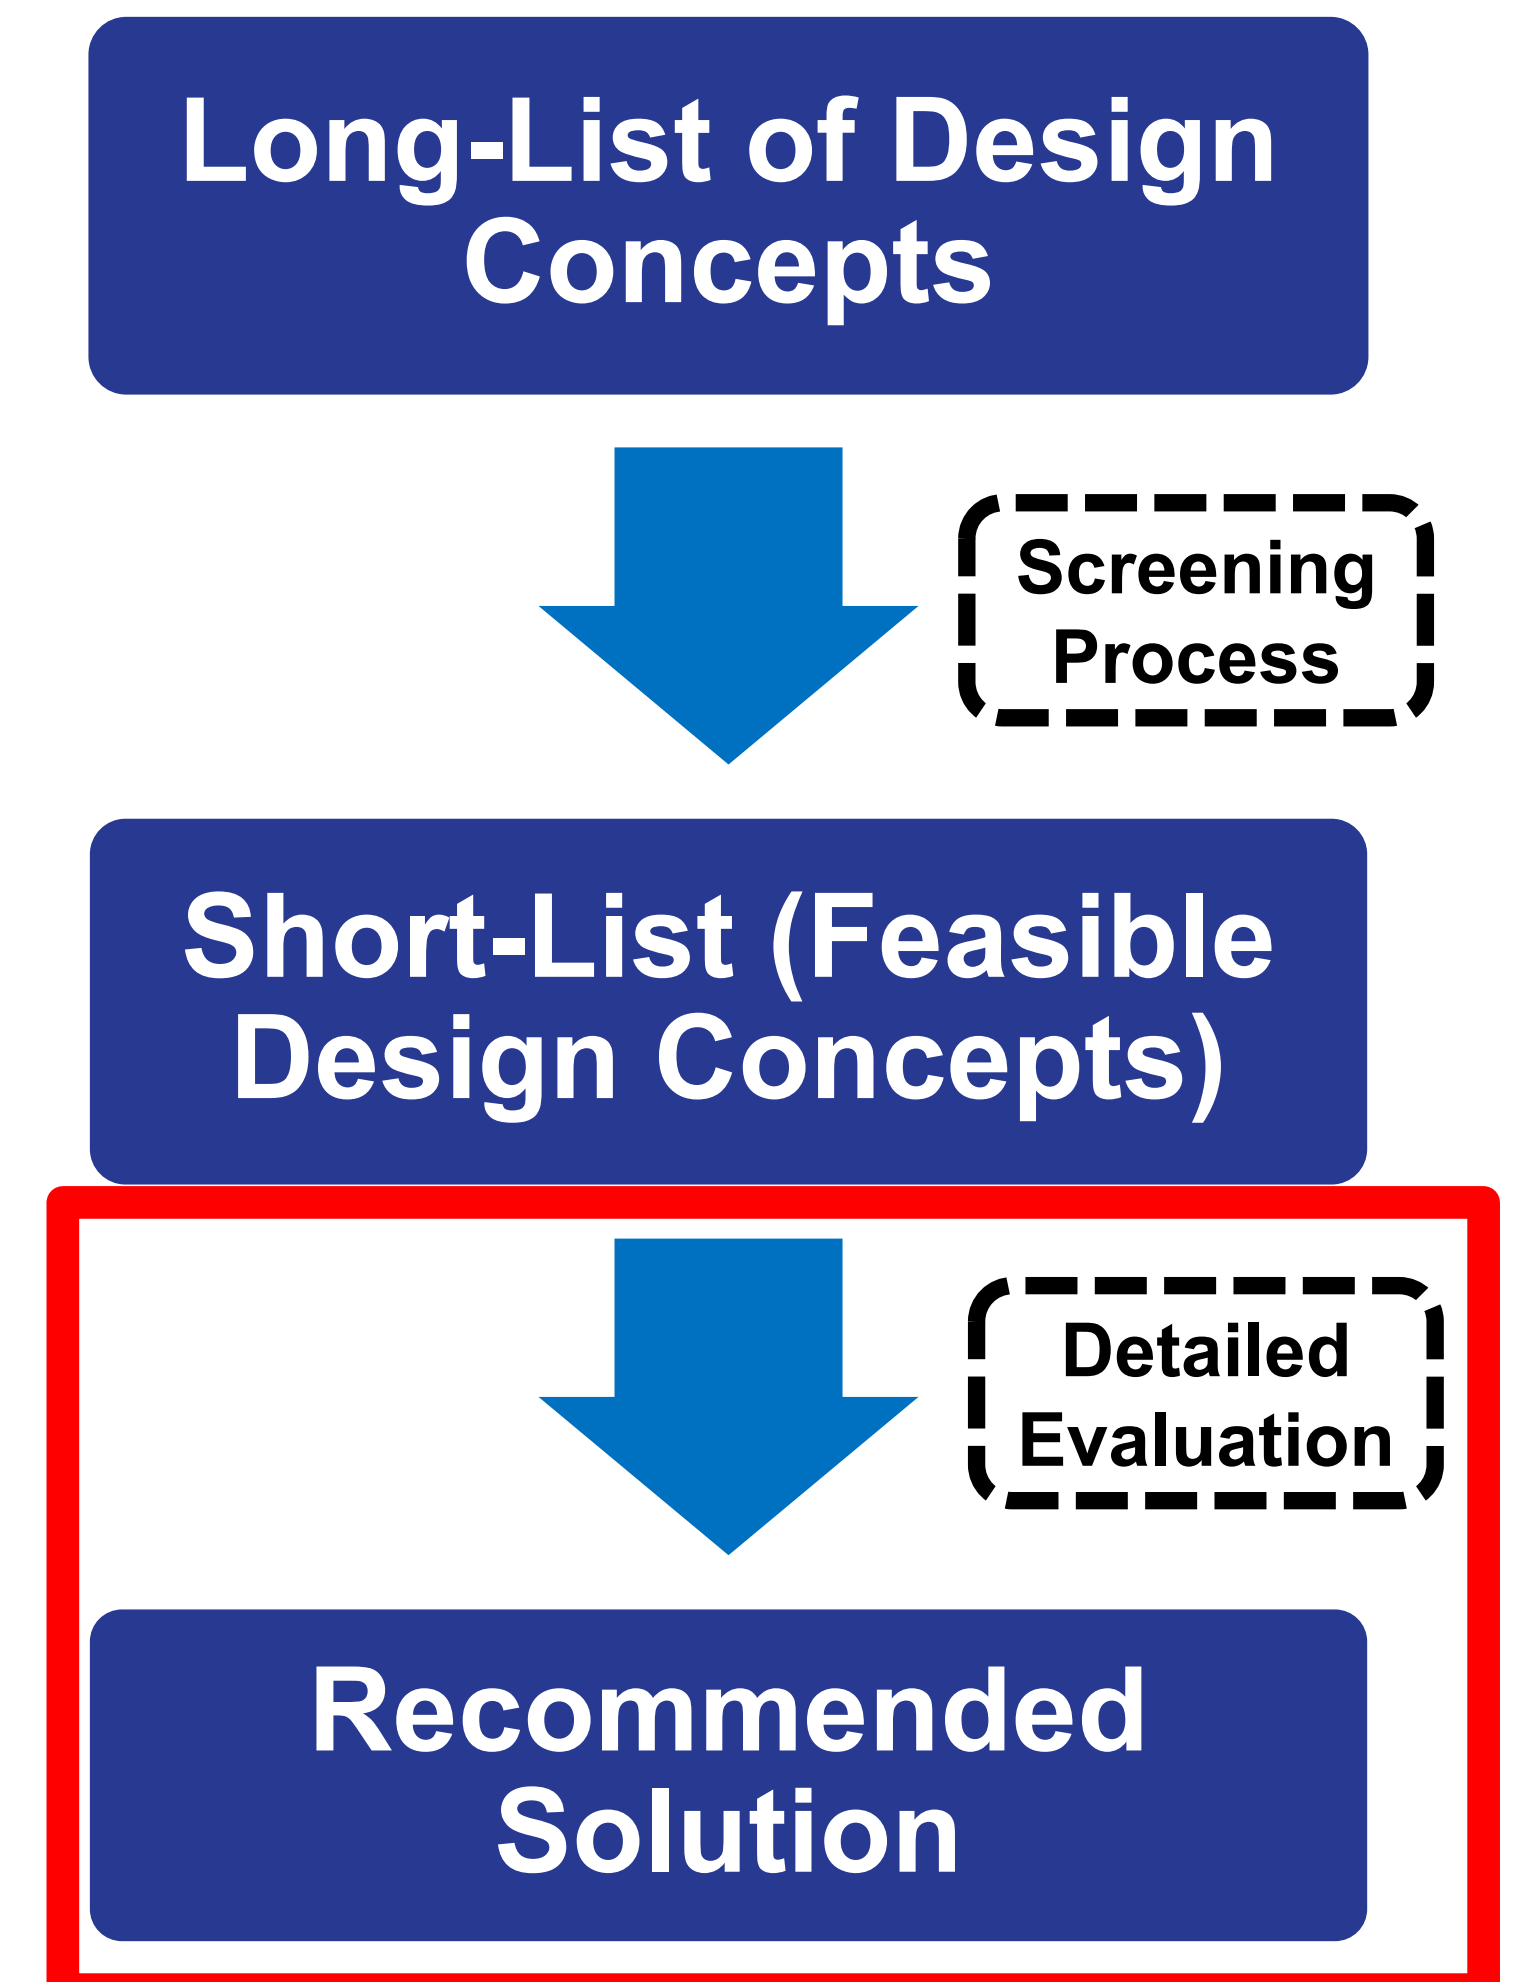 Long-List of Design
Concepts
Screening
Process
Short-List (Feasible
Design Concepts)
Detailed
Evaluation
Recommended
Solution